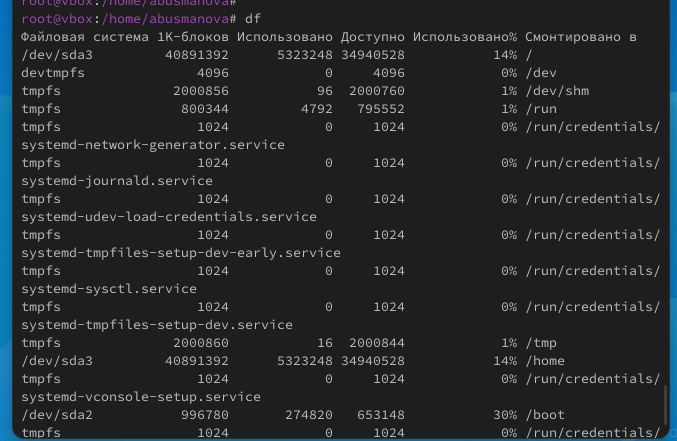 root@vbox:/home/abusmanova#
root@vbox:/home/abusmanova# df
Файловая система 1K-блоков Использовано Доступно Использовано% Смонтировано в
/dev/sda3 40891392 5323248 34940528 14% /
devtmpfs 4096 0 4096 0% /dev
tmpfs 2000856 96 2000760 1% /dev/shm
tmpfs 800344 4792 795552 1% /run
tmpfs 1024 0 1024 0% /run/credentials/
systemd-network-generator.service
tmpfs 1024 0 1024 0% /run/credentials/
systemd-journald.service
tmpfs 1024 0 1024 0% /run/credentials/
systemd-udev-load-credentials.service
tmpfs 1024 0 1024 0% /run/credentials/
systemd-tmpfiles-setup-dev-early.service
tmpfs 1024 0 1024 0% /run/credentials/
systemd-sysctl.service
tmpfs 1024 0 1024 0% /run/credentials/
systemd-tmpfiles-setup-dev.service
tmpfs 2000860 16 2000844 1% /tmp
/dev/sda3 40891392 5323248 34940528 14% /home
tmpfs 1024 0 1024 0% /run/credentials/
systemd-vconsole-setup.service
/dev/sda2 996780 274820 653148 30% /boot
tmpfs 1024 0 1024 0% /run/credentials/